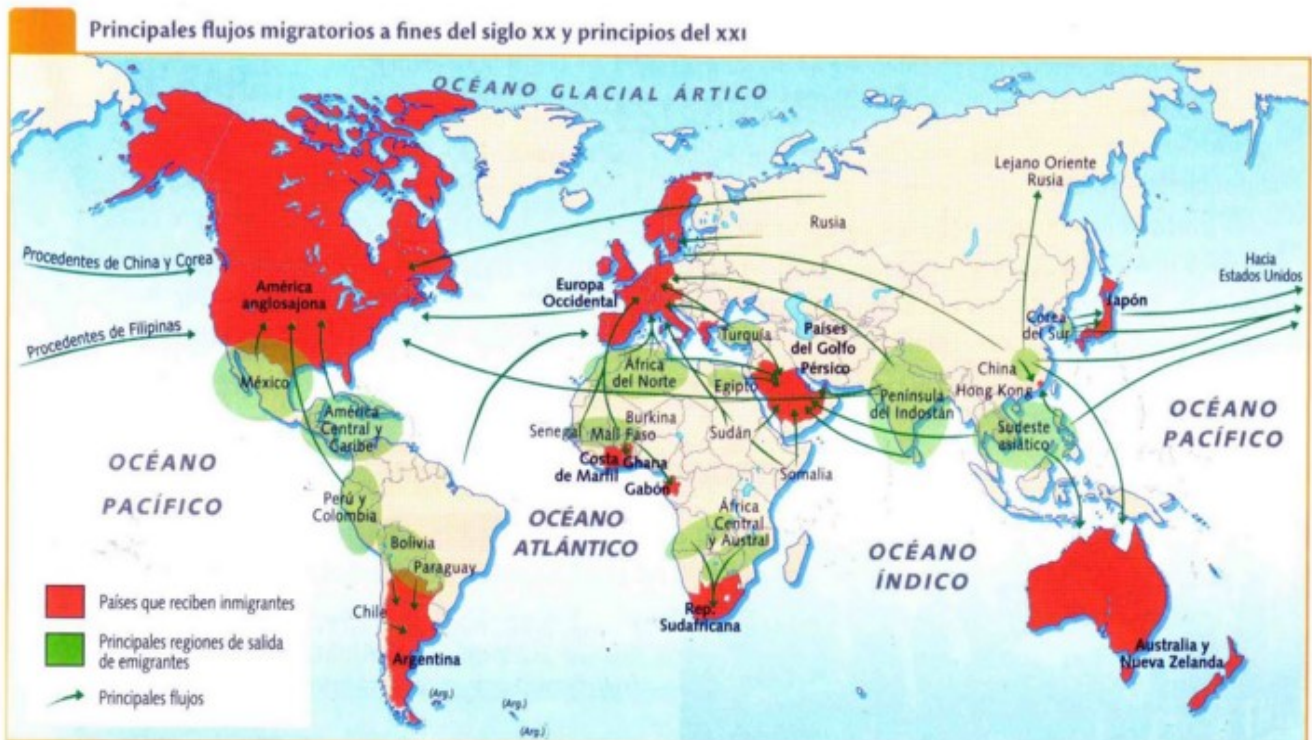 Principales flujos migratorios a fines del siglo XX y principios del XXI
OCÉANO GLACIAL ÁRTICO
Lejano Oriente
Rusia
Rusia
Procedentes de China y Corea
Hacia
Estados Unidos
América
anglosajona
Europa
Occidental
Japón
Corea
del Sur
Procedentes de Filipinas
Turquía
Países
del Golfo
Pérsico
China
Hong Kong
México
África
del Norte
Egipto
Península
del Indostán
América
Central y
Caribe
Burkina
Faso
Senegal
Malí
Sudán
Sudeste
asiático
OCÉANO
PACÍFICO
OCÉANO
PACÍFICO
Costa
de Marfil
Ghana
Gabón
Somalia
Perú y
Colombia
OCÉANO
ATLÁNTICO
África
Central
y Austral
Bolivia
OCÉANO
ÍNDICO
Paraguay
Países que reciben inmigrantes
Chile
Rep.
Sudafricana
Principales regiones de salida
de emigrantes
Argentina
Australia y
Nueva Zelanda
Principales flujos
(Arg.)
(Arg.)
(Arg.)